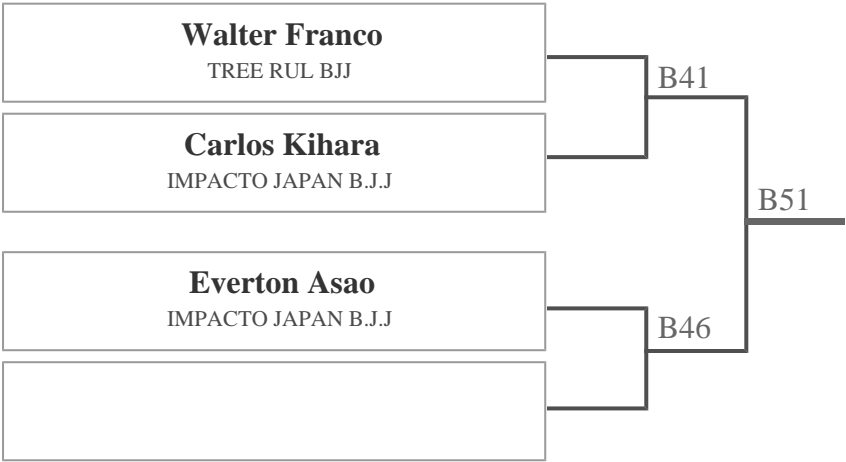 Walter Franco
TREE RUL BJJ
B41
Carlos Kihara
IMPACTO JAPAN B.J.J
B51
Everton Asao
IMPACTO JAPAN B.J.J
B46